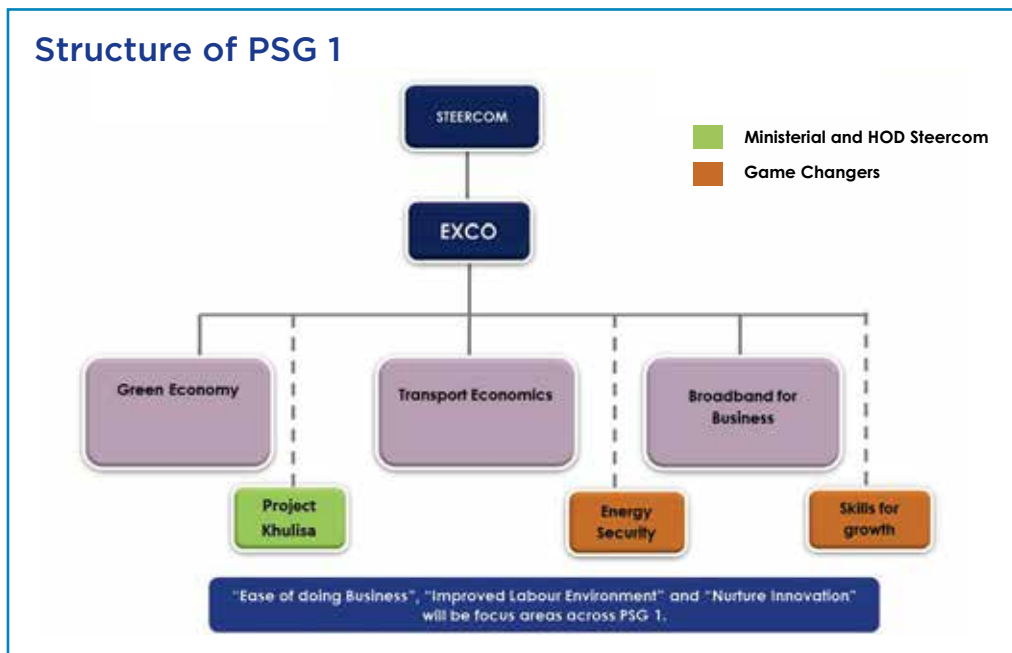 Structure of PSG 1
STEERCOM
Ministerial and HOD Steercom
Game Changers
EXCO
Green Economy
Transport Economics
Broadband for
Business
Project
Khulisa
Energy
Security
Skills for
growth
"Ease of doing Business", "Improved Labour Environment" and "Nurture Innovation"
will be focus areas across PSG 1.